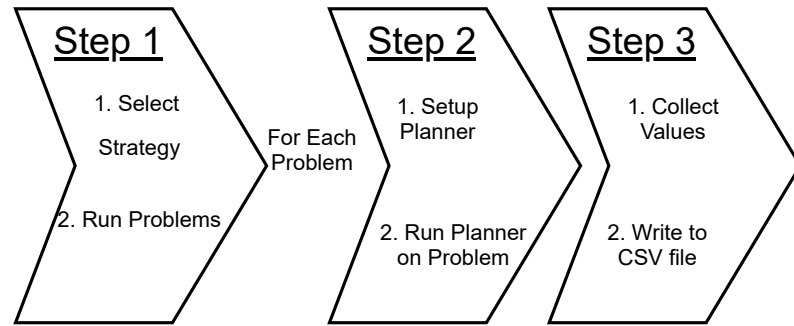 Step 1
1. Select
Strategy
2. Run Problems
For Each
Problem
Step 2
1. Setup
Planner
2. Run Planner
on Problem
Step 3
1. Collect
Values
2. Write to
CSV file